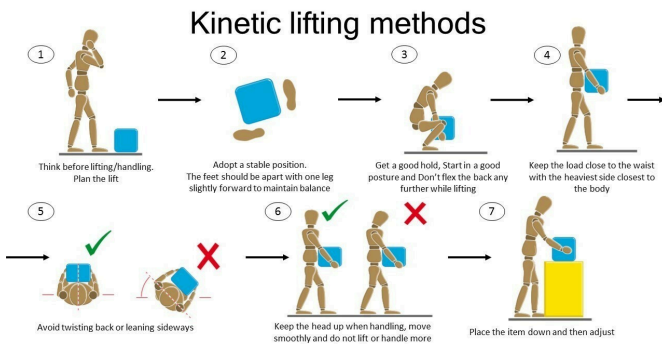 Kinetic lifting methods
1
Think before lifting/handling.
Plan the lift
2
Adopt a stable position.
The feet should be apart with one leg
slightly forward to maintain balance
3
Get a good hold, Start in a good
posture and Don't flex the back any
further while lifting
4
Keep the load close to the waist
with the heaviest side closest to
the body
5
Avoid twisting back or leaning sideways
6
Keep the head up when handling, move
smoothly and do not lift or handle more
7
Place the item down and then adjust